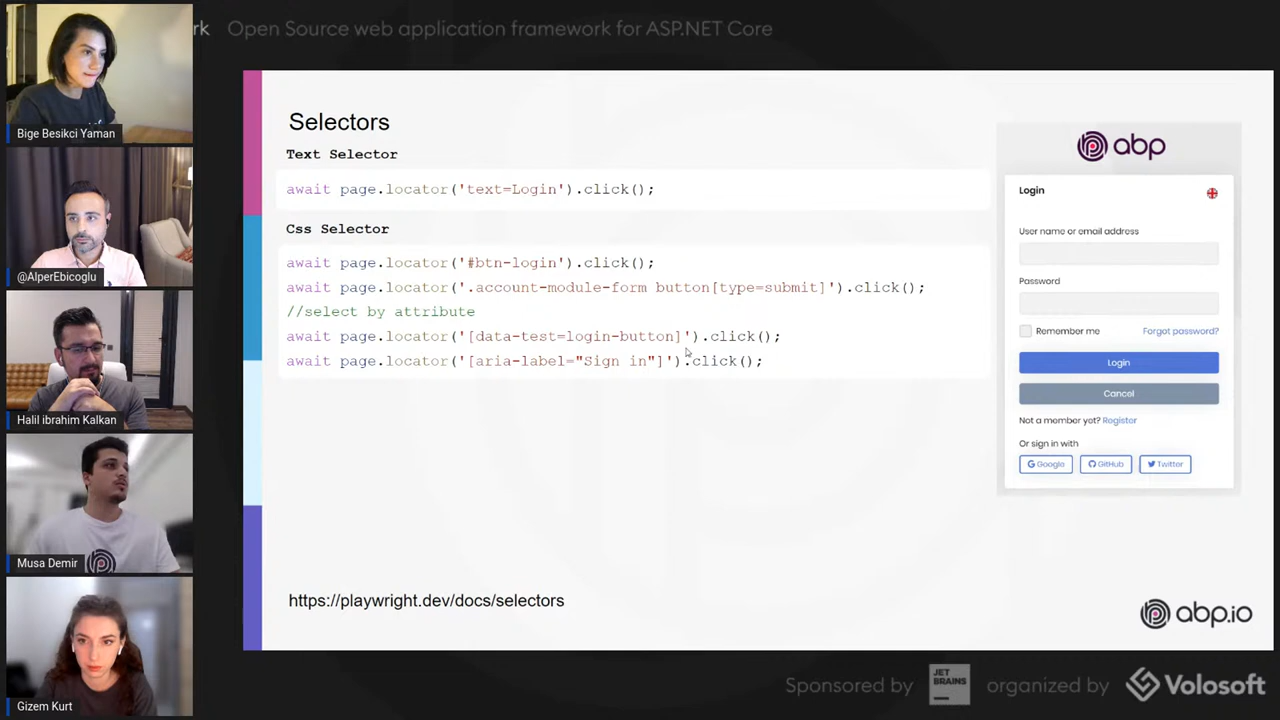 rk Open Source web application framework for ASP.NET Core
Bige Besikci Yaman
@AlperEbicoglu
Halil ibrahim Kalkan
Musa Demir
Gizem Kurt
Selectors
Text Selector
await page.locator('text=Login').click();
Css Selector
await page.locator('#btn-login').click();
await page.locator('.account-module-form button[type=submit]').click();
//select by attribute
await page.locator('[data-test=login-button]').click();
await page.locator('[aria-label="Sign in"]').click();
https://playwright.dev/docs/selectors
abp
Login
User name or email address
Password
Remember me Forgot password?
Login
Cancel
Not a member yet? Register
Or sign in with
Google GitHub Twitter
abp.io
Sponsored by JET BRAINS organized by Volosoft